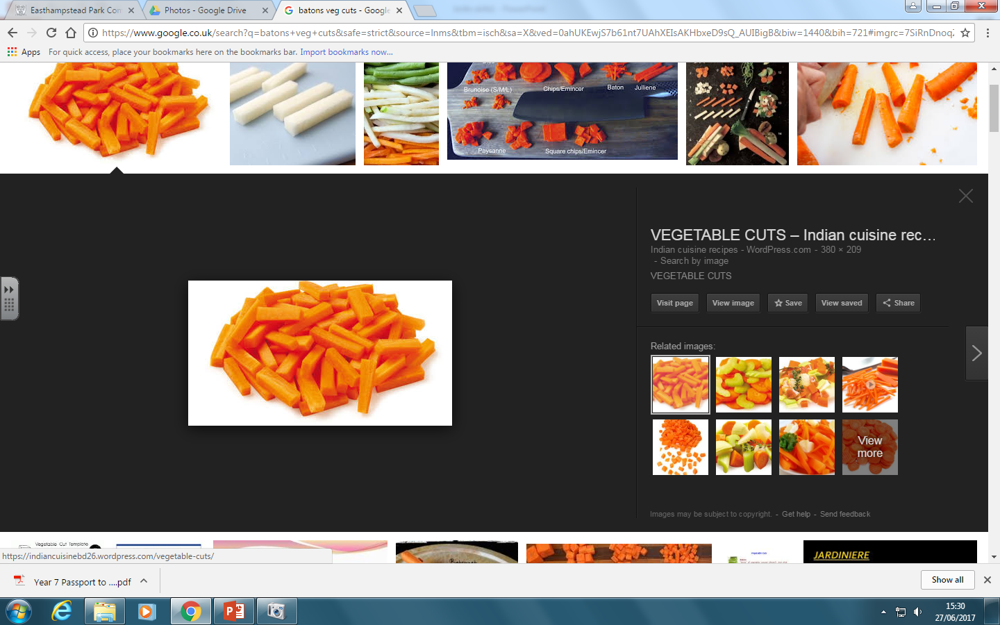 Easthampstead Park Com
Photos - Google Drive
batons veg cuts - Google
https://www.google.co.uk/search?q=batons+veg+cuts&safe=strict&source=lnms&tbm=isch&sa=X&ved=0ahUKEwjS7b61nt7UAhXEIsAKHbxeD9sQ_AUIBigB&biw=1440&bih=721#imgrc=7SiRnDnoqZ
Apps
For quick access, place your bookmarks here on the bookmarks bar. Import bookmarks now...
Brunoise (S/M/L)
Chips/Emincer
Baton
Julliene
Paysanne
Square chips/Emincer
VEGETABLE CUTS – Indian cuisine rec...
Indian cuisine recipes - WordPress.com - 380 × 209
- Search by image
VEGETABLE CUTS
Visit page
View image
Save
View saved
Share
Related images:
View
more
Images may be subject to copyright. - Get help - Send feedback
Vegetable Cut Template
JARDINIERE
https://indiancuisinebd26.wordpress.com/vegetable-cuts/
Year 7 Passport to ....pdf
Show all
15:30
27/06/2017